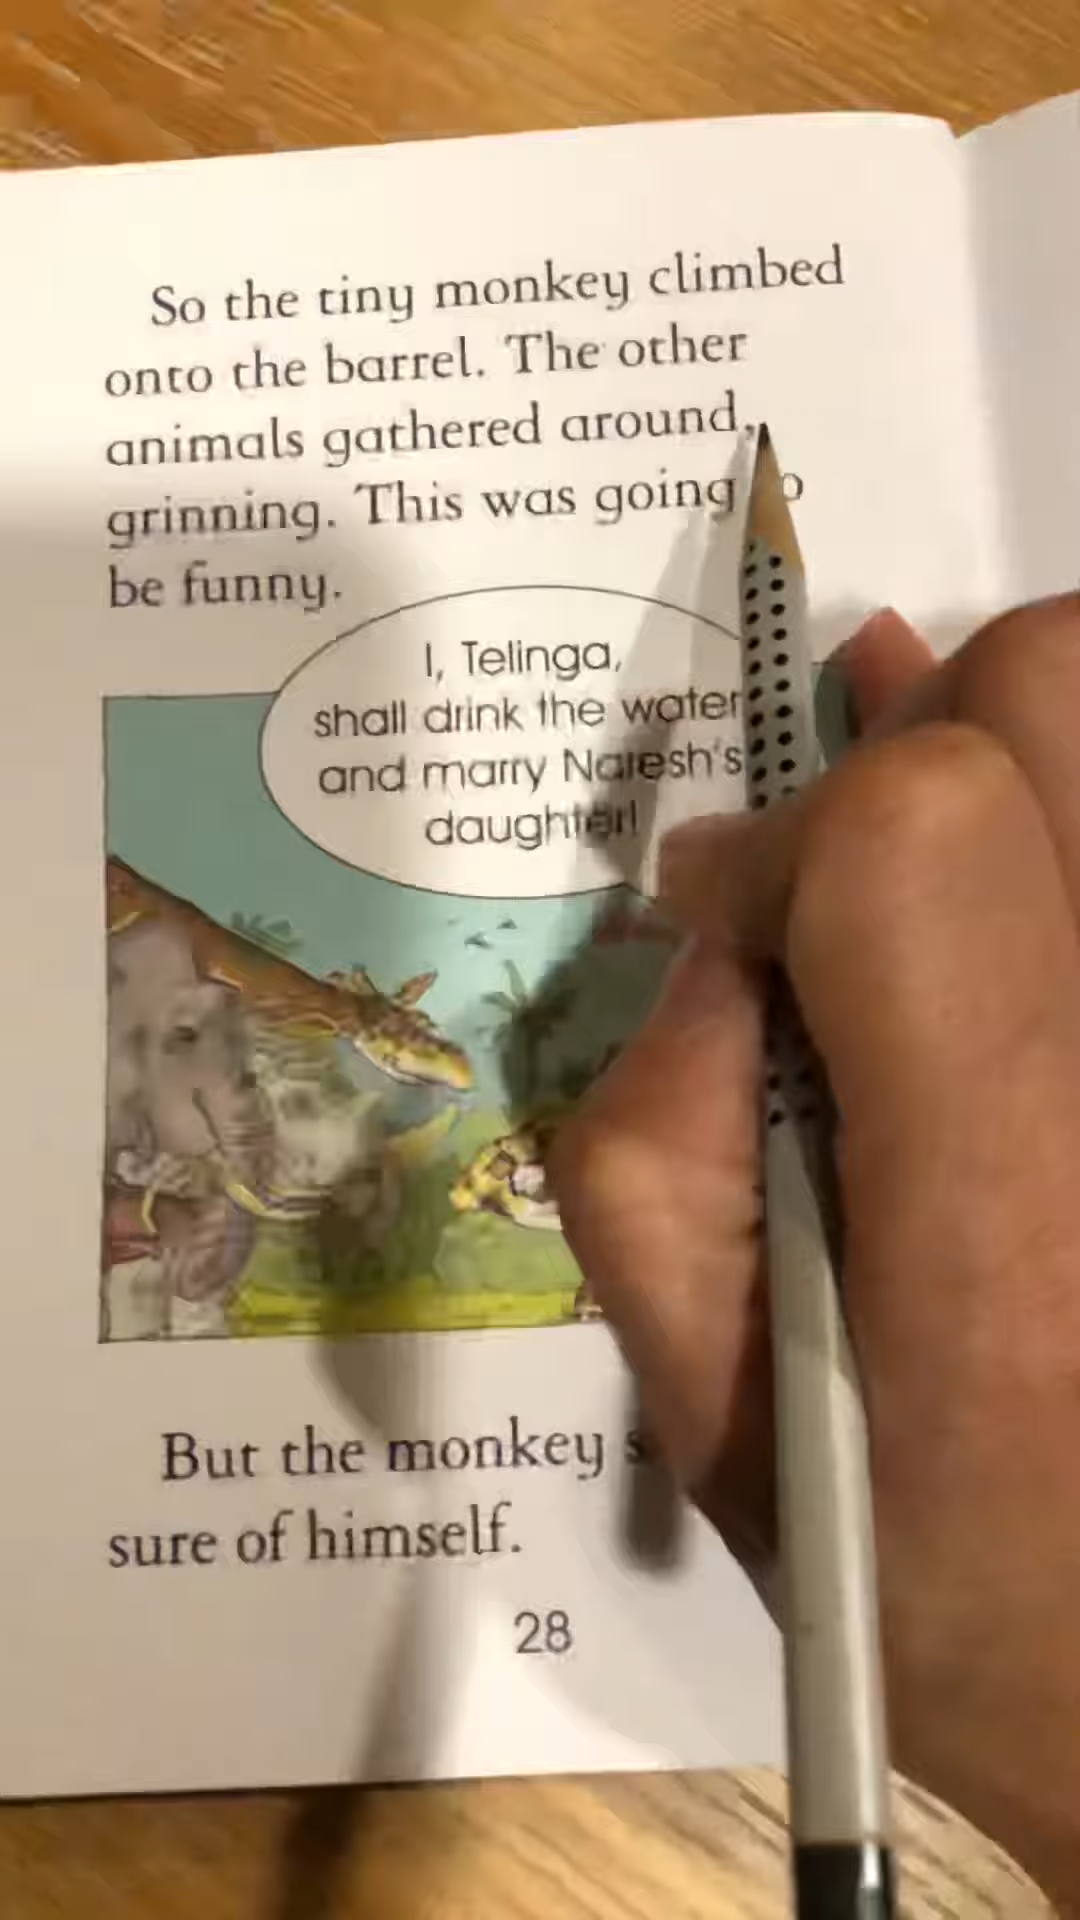 So the tiny monkey climbed
onto the barrel. The other
animals gathered around,
grinning. This was going
be funny.
I, Telinga,
shall drink the water
and marry Naresh's
daughter!
But the monkey
sure of himself.
28